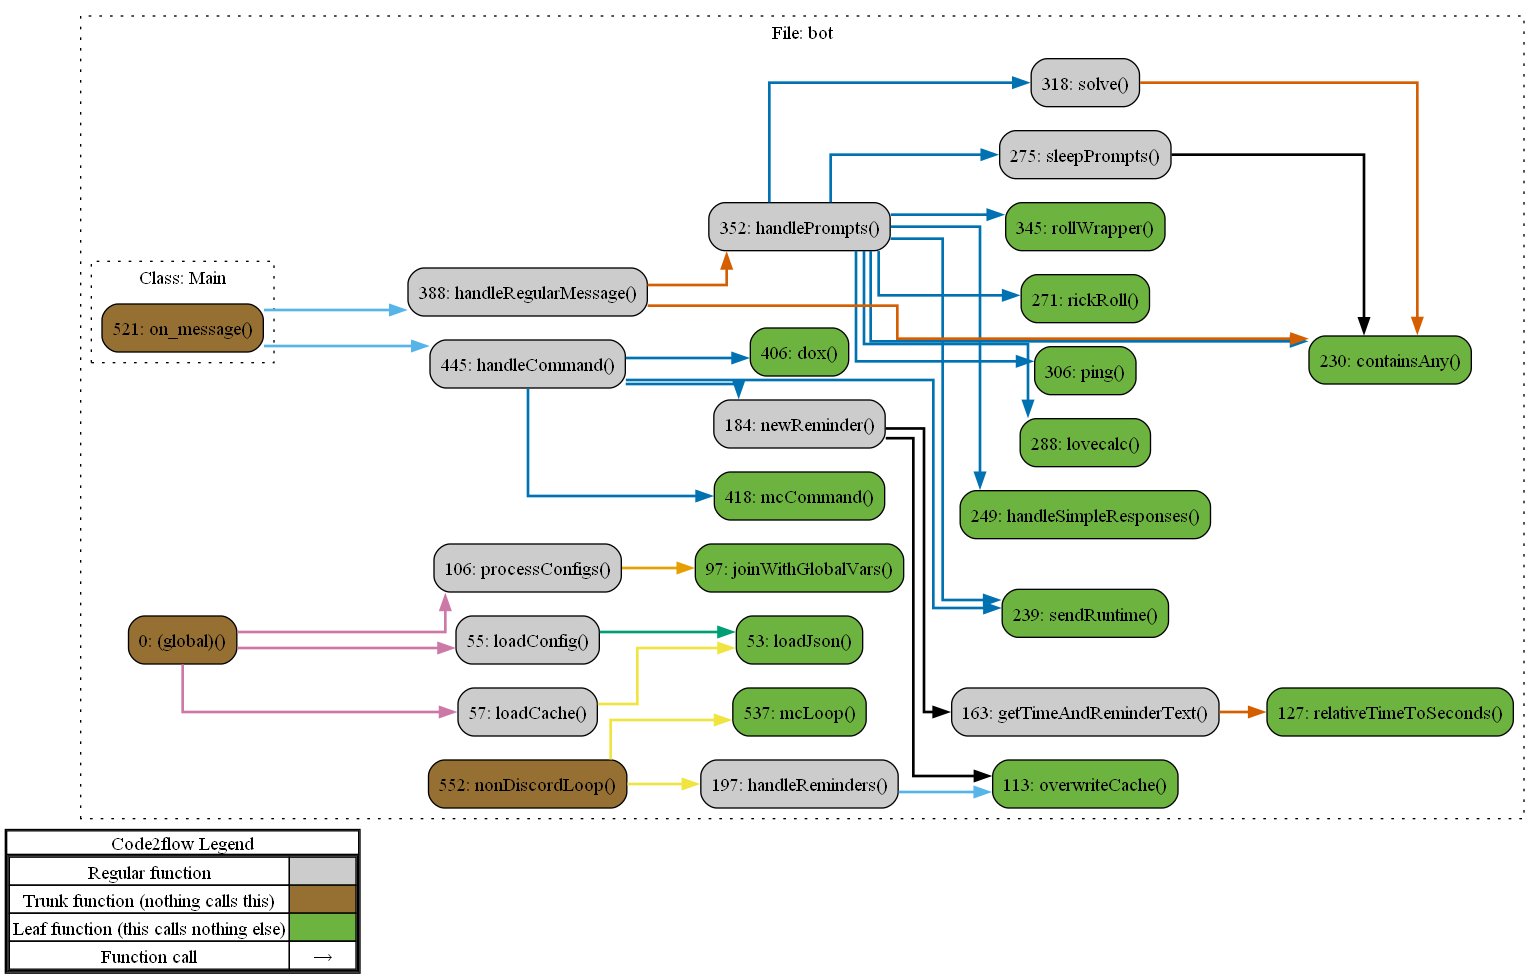 File: bot
318: solve()
275: sleepPrompts()
352: handlePrompts()
345: rollWrapper()
Class: Main
388: handleRegularMessage()
271: rickRoll()
521: on_message()
445: handleCommand()
406: dox()
306: ping()
230: containsAny()
184: newReminder()
288: lovecalc()
418: mcCommand()
249: handleSimpleResponses()
106: processConfigs()
97: joinWithGlobalVars()
239: sendRuntime()
0: (global)()
55: loadConfig()
53: loadJson()
57: loadCache()
537: mcLoop()
163: getTimeAndReminderText()
127: relativeTimeToSeconds()
552: nonDiscordLoop()
197: handleReminders()
113: overwriteCache()
Code2flow Legend
Regular function
Trunk function (nothing calls this)
Leaf function (this calls nothing else)
Function call →